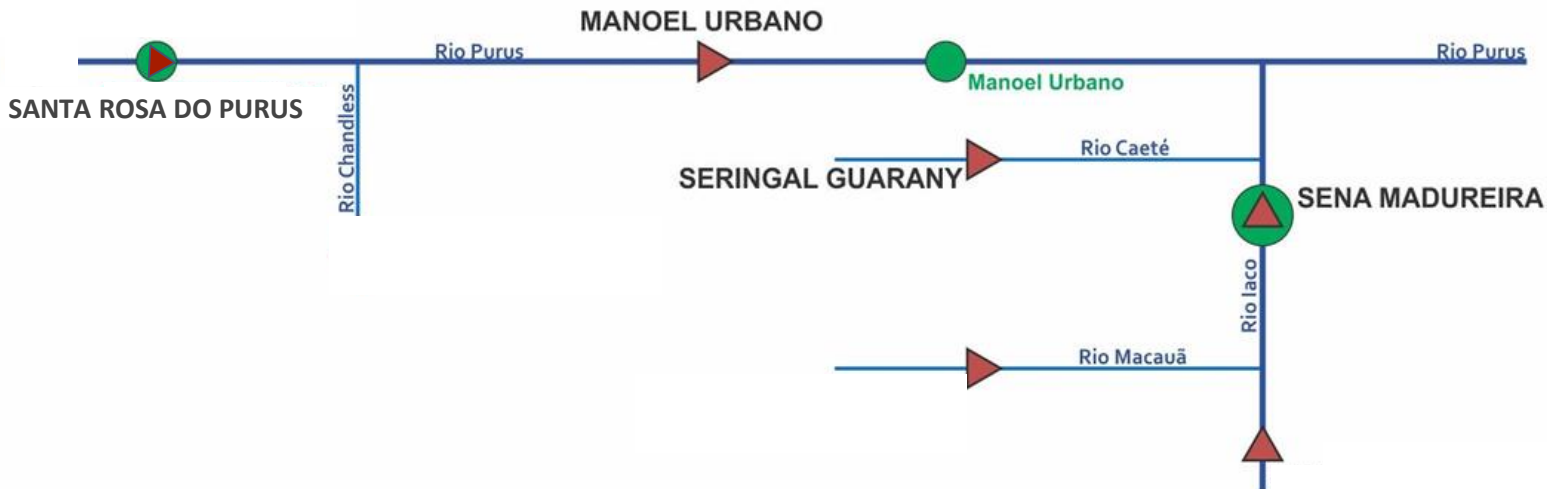 MANOEL URBANO
Rio Purus
Rio Purus
Manoel Urbano
SANTA ROSA DO PURUS
Rio Chandless
Rio Caeté
SERINGAL GUARANY
SENA MADUREIRA
Rio Iaco
Rio Macauã